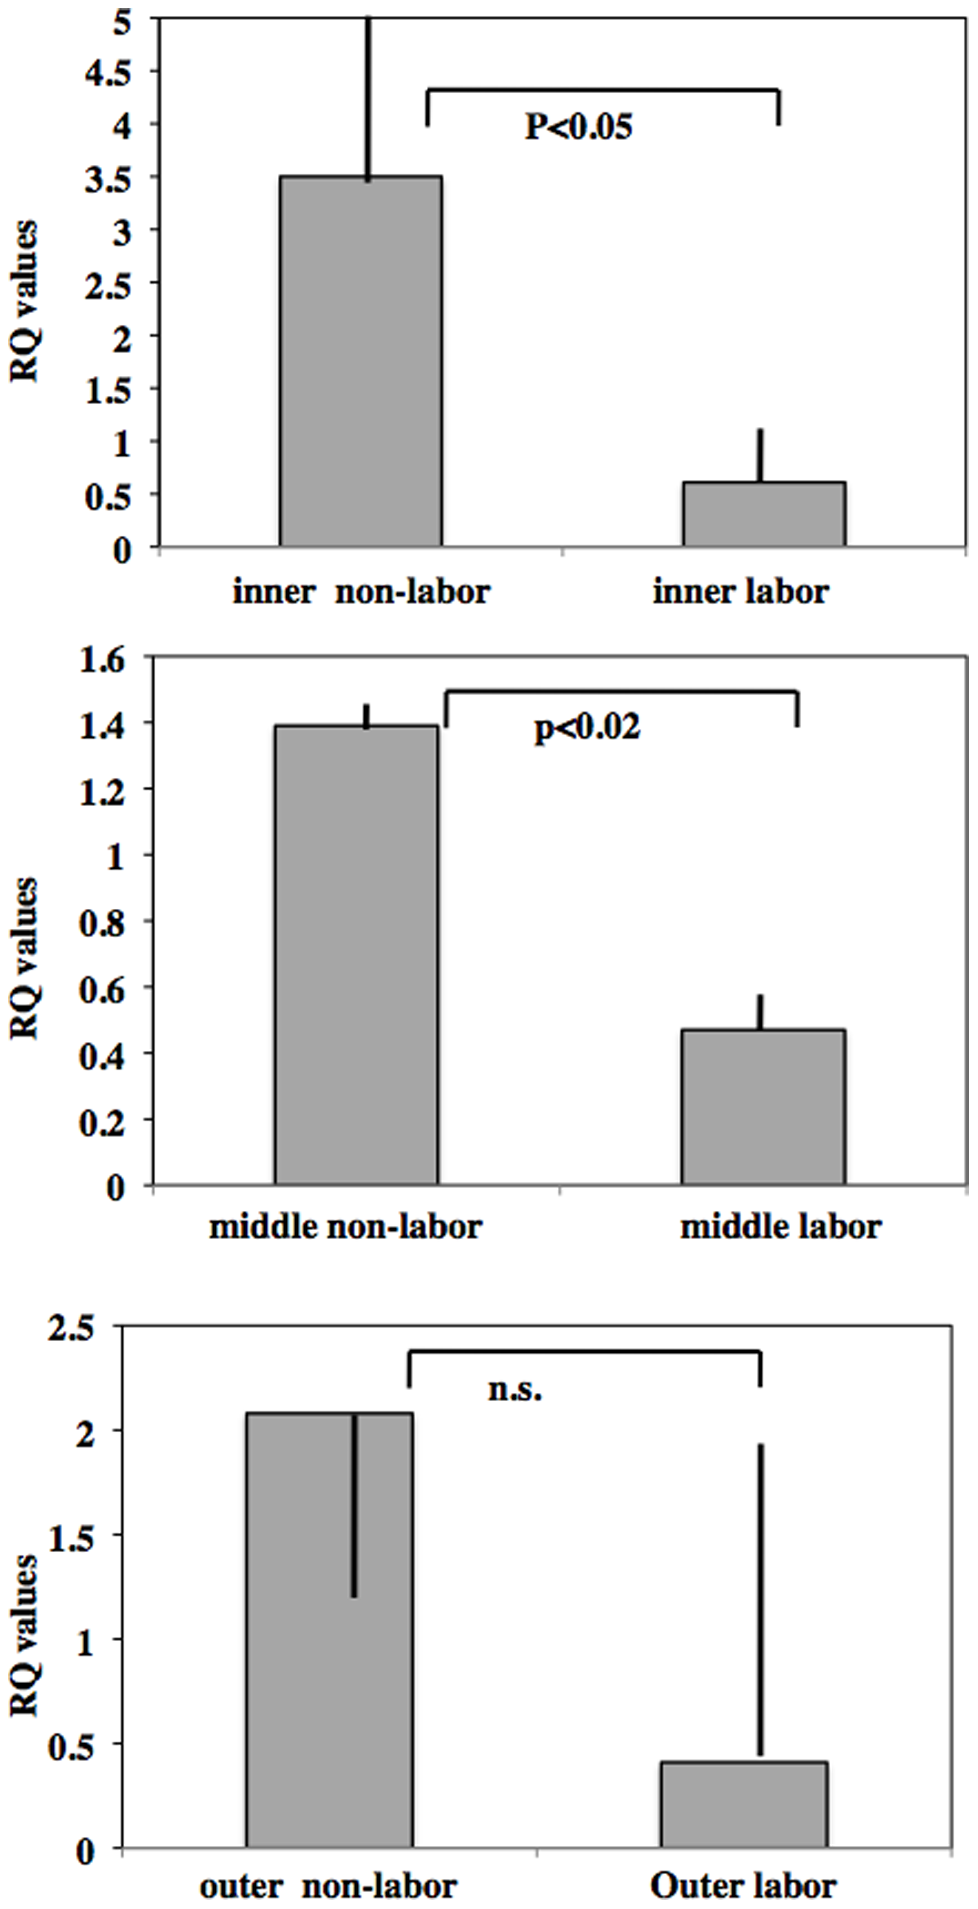 5
4.5
4
3.5
3
2.5
2
1.5
1
0.5
0
RQ values
P<0.05
inner non-labor
inner labor
1.6
1.4
1.2
1
0.8
0.6
0.4
0.2
0
RQ values
p<0.02
middle non-labor
middle labor
2.5
2
1.5
1
0.5
0
RQ values
n.s.
outer non-labor
Outer labor